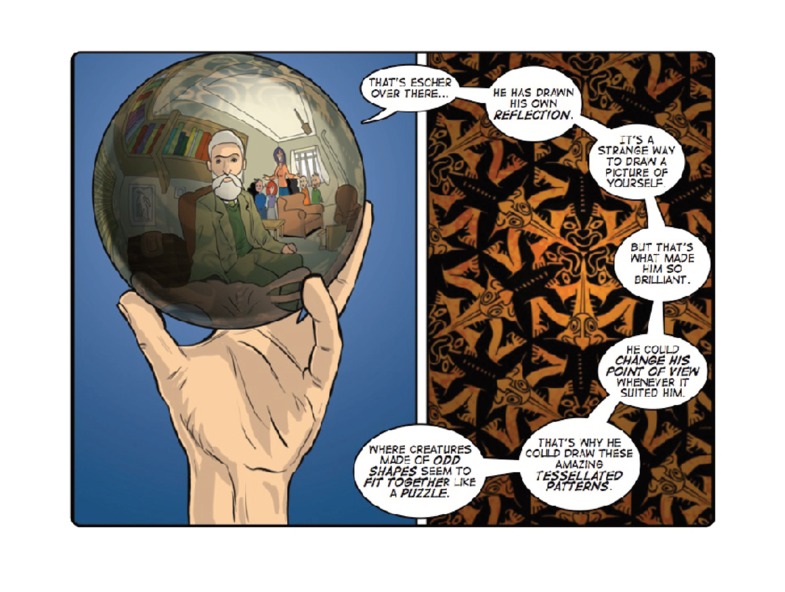 THAT'S ESCHER
OVER THERE...
HE HAS DRAWN
HIS OWN
REFLECTION.
IT'S A
STRANGE WAY
TO DRAW A
PICTURE OF
YOURSELF.
BUT THAT'S
WHAT MADE
HIM SO
BRILLIANT.
HE COULD
CHANGE HIS
POINT OF VIEW
WHENEVER IT
SUITED HIM.
THAT'S WHY HE
COULD DRAW THESE
AMAZING
TESSELLATED
PATTERNS.
WHERE CREATURES
MADE OF ODD
SHAPES SEEM TO
FIT TOGETHER LIKE
A PUZZLE.